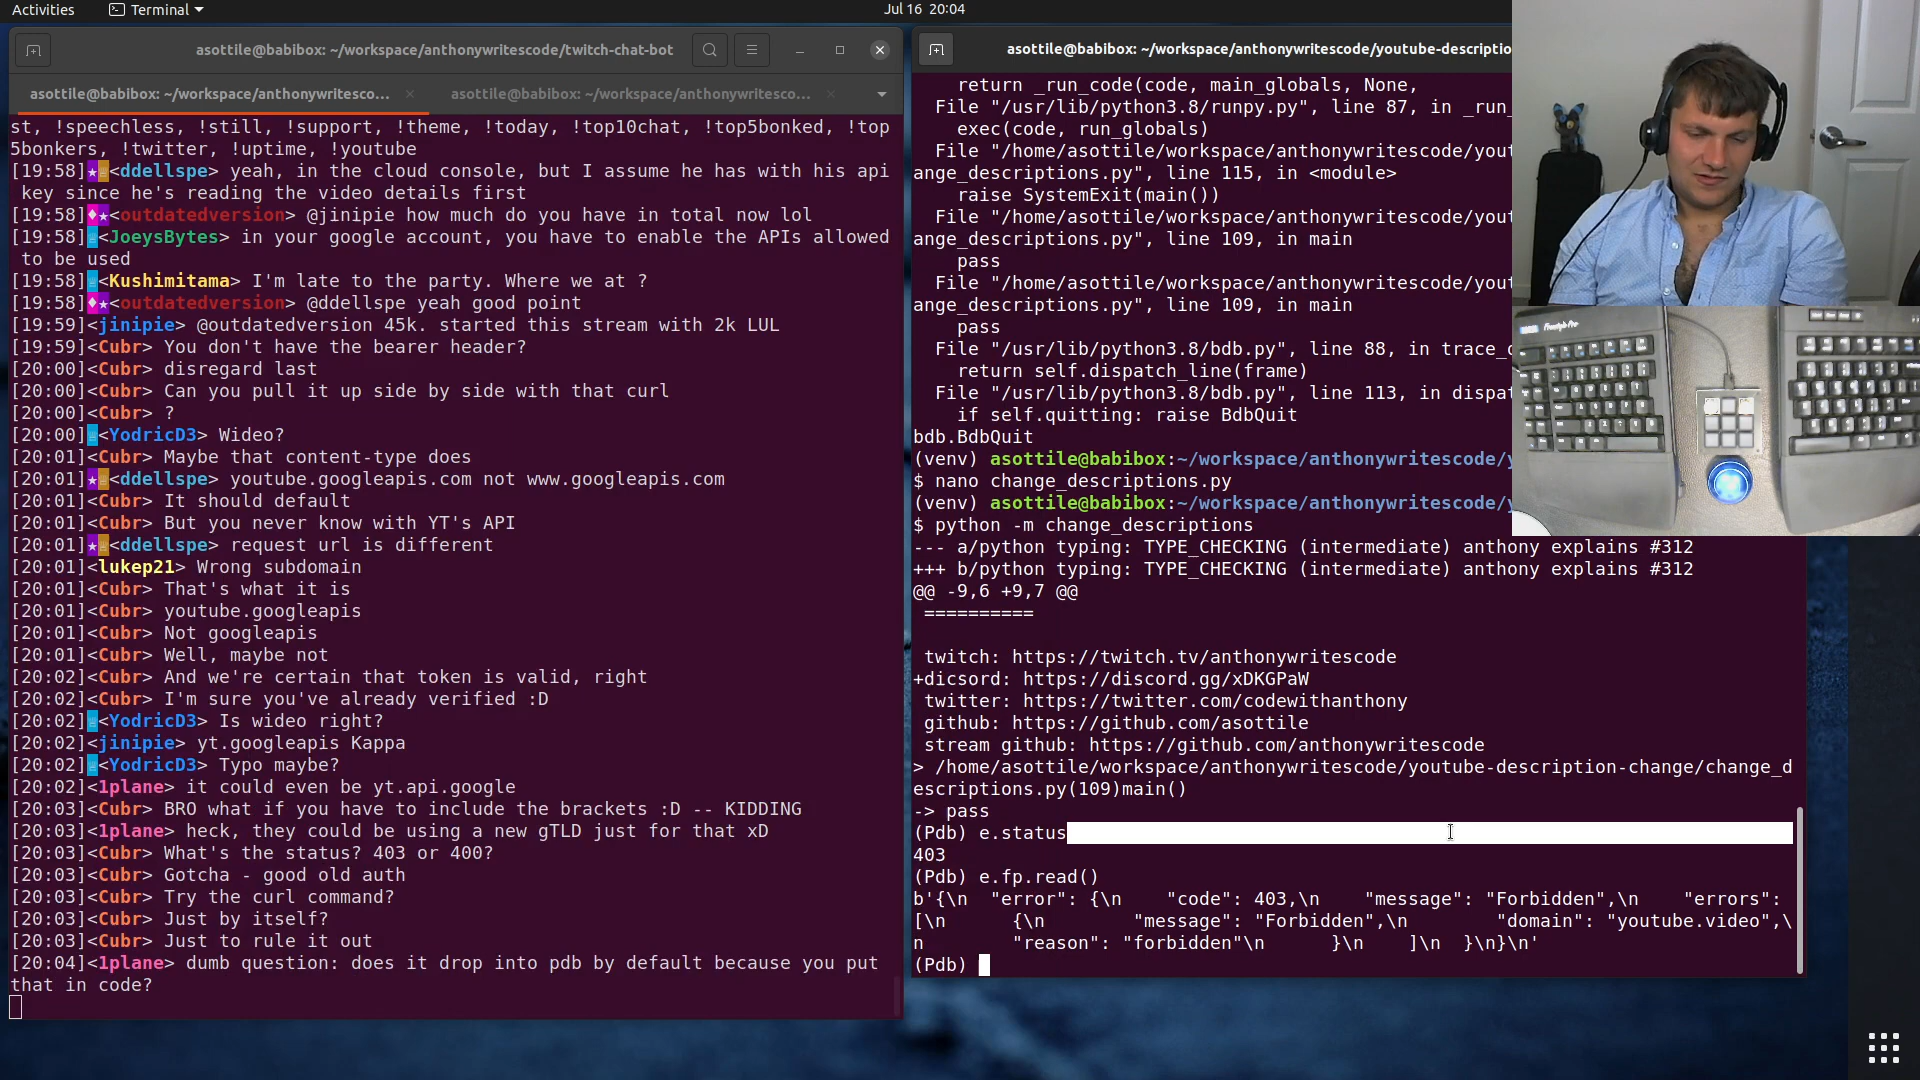 Activities
Terminal
Jul 16 20:04
asottile@babibox: ~/workspace/anthonywritescode/twitch-chat-bot
asottile@babibox: ~/workspace/anthonywritesco...
asottile@babibox: ~/workspace/anthonywritesco...
st, !speechless, !still, !support, !theme, !today, !top10chat, !top5bonked, !top
5bonkers, !twitter, !uptime, !youtube
[19:58]<ddellspe> yeah, in the cloud console, but I assume he has with his api
key since he's reading the video details first
[19:58]<outdatedversion> @jinipie how much do you have in total now lol
[19:58]<JoeysBytes> in your google account, you have to enable the APIs allowed
to be used
[19:58]<Kushimitama> I'm late to the party. Where we at ?
[19:58]<outdatedversion> @ddellspe yeah good point
[19:59]<jinipie> @outdatedversion 45k. started this stream with 2k LUL
[19:59]<Cubr> You don't have the bearer header?
[20:00]<Cubr> disregard last
[20:00]<Cubr> Can you pull it up side by side with that curl
[20:00]<Cubr> ?
[20:00]<YodricD3> Wideo?
[20:01]<Cubr> Maybe that content-type does
[20:01]<ddellspe> youtube.googleapis.com not www.googleapis.com
[20:01]<Cubr> It should default
[20:01]<Cubr> But you never know with YT's API
[20:01]<ddellspe> request url is different
[20:01]<lukep21> Wrong subdomain
[20:01]<Cubr> That's what it is
[20:01]<Cubr> youtube.googleapis
[20:01]<Cubr> Not googleapis
[20:01]<Cubr> Well, maybe not
[20:02]<Cubr> And we're certain that token is valid, right
[20:02]<Cubr> I'm sure you've already verified :D
[20:02]<YodricD3> Is wideo right?
[20:02]<jinipie> yt.googleapis Kappa
[20:02]<YodricD3> Typo maybe?
[20:02]<1plane> it could even be yt.api.google
[20:03]<Cubr> BRO what if you have to include the brackets :D -- KIDDING
[20:03]<1plane> heck, they could be using a new gTLD just for that xD
[20:03]<Cubr> What's the status? 403 or 400?
[20:03]<Cubr> Gotcha - good old auth
[20:03]<Cubr> Try the curl command?
[20:03]<Cubr> Just by itself?
[20:03]<Cubr> Just to rule it out
[20:04]<1plane> dumb question: does it drop into pdb by default because you put
that in code?
asottile@babibox: ~/workspace/anthonywritescode/youtube-descriptio
return _run_code(code, main_globals, None,
File "/usr/lib/python3.8/runpy.py", line 87, in _run_
exec(code, run_globals)
File "/home/asottile/workspace/anthonywritescode/yout
ange_descriptions.py", line 115, in <module>
raise SystemExit(main())
File "/home/asottile/workspace/anthonywritescode/yout
ange_descriptions.py", line 109, in main
pass
File "/home/asottile/workspace/anthonywritescode/yout
ange_descriptions.py", line 109, in main
pass
File "/usr/lib/python3.8/bdb.py", line 88, in trace_d
return self.dispatch_line(frame)
File "/usr/lib/python3.8/bdb.py", line 113, in dispat
if self.quitting: raise BdbQuit
bdb.BdbQuit
(venv) asottile@babibox:~/workspace/anthonywritescode/y
$ nano change_descriptions.py
(venv) asottile@babibox:~/workspace/anthonywritescode/y
$ python -m change_descriptions
--- a/python typing: TYPE_CHECKING (intermediate) anthony explains #312
+++ b/python typing: TYPE_CHECKING (intermediate) anthony explains #312
@@ -9,6 +9,7 @@
==========
twitch: https://twitch.tv/anthonywritescode
+dicsord: https://discord.gg/xDKGPaW
twitter: https://twitter.com/codewithanthony
github: https://github.com/asottile
stream github: https://github.com/anthonywritescode
> /home/asottile/workspace/anthonywritescode/youtube-description-change/change_d
escriptions.py(109)main()
-> pass
(Pdb) e.status
403
(Pdb) e.fp.read()
b'{\n  "error": {\n    "code": 403,\n    "message": "Forbidden",\n    "errors":
[\n      {\n        "message": "Forbidden",\n        "domain": "youtube.video",\
n        "reason": "forbidden"\n      }\n    ]\n  }\n}\n'
(Pdb)